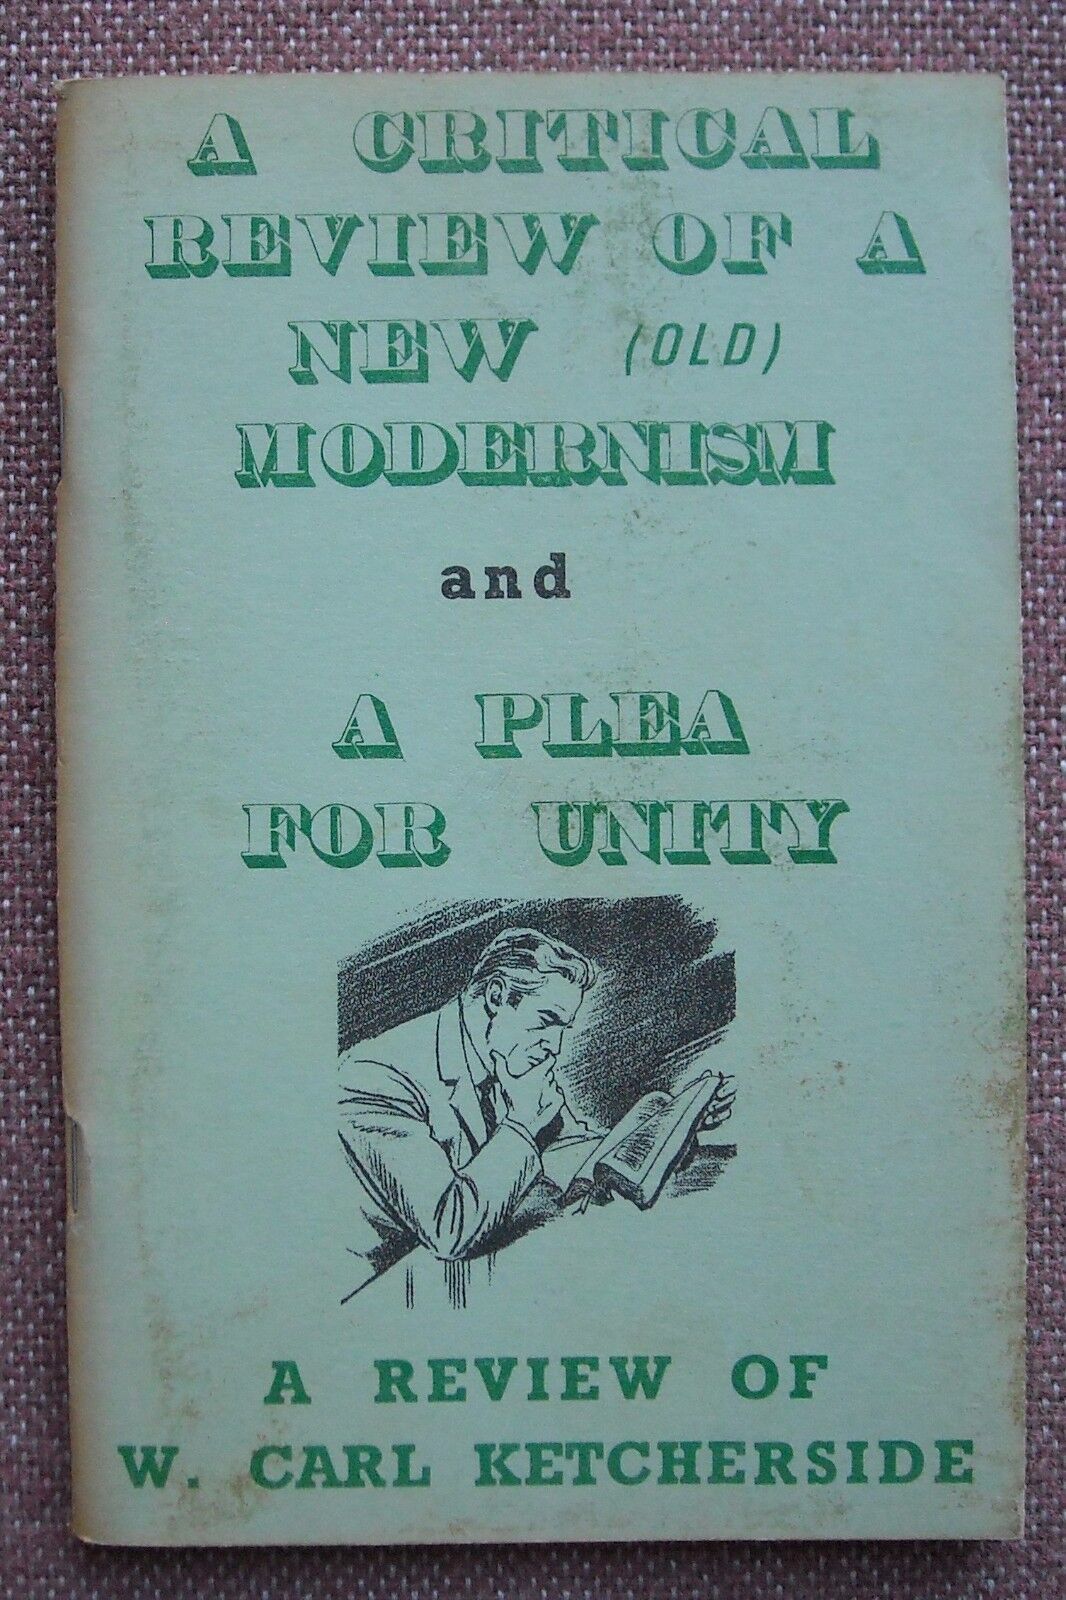 A CRITICAL
REVIEW OF A
NEW (OLD)
MODERNISM
and
A PLEA
FOR UNITY
A REVIEW OF
W. CARL KETCHERSIDE